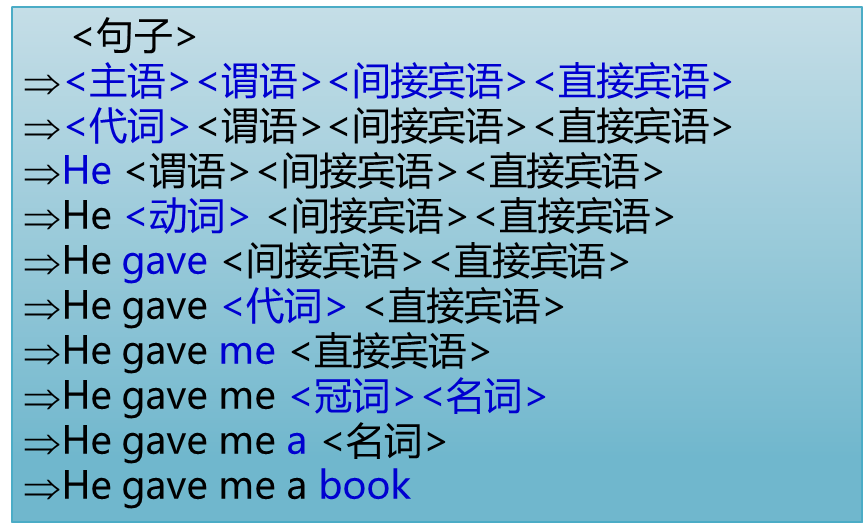 <句子>
⇒<主语><谓语><间接宾语><直接宾语>
⇒<代词><谓语><间接宾语><直接宾语>
⇒He <谓语><间接宾语><直接宾语>
⇒He <动词> <间接宾语><直接宾语>
⇒He gave <间接宾语><直接宾语>
⇒He gave <代词> <直接宾语>
⇒He gave me <直接宾语>
⇒He gave me <冠词><名词>
⇒He gave me a <名词>
⇒He gave me a book